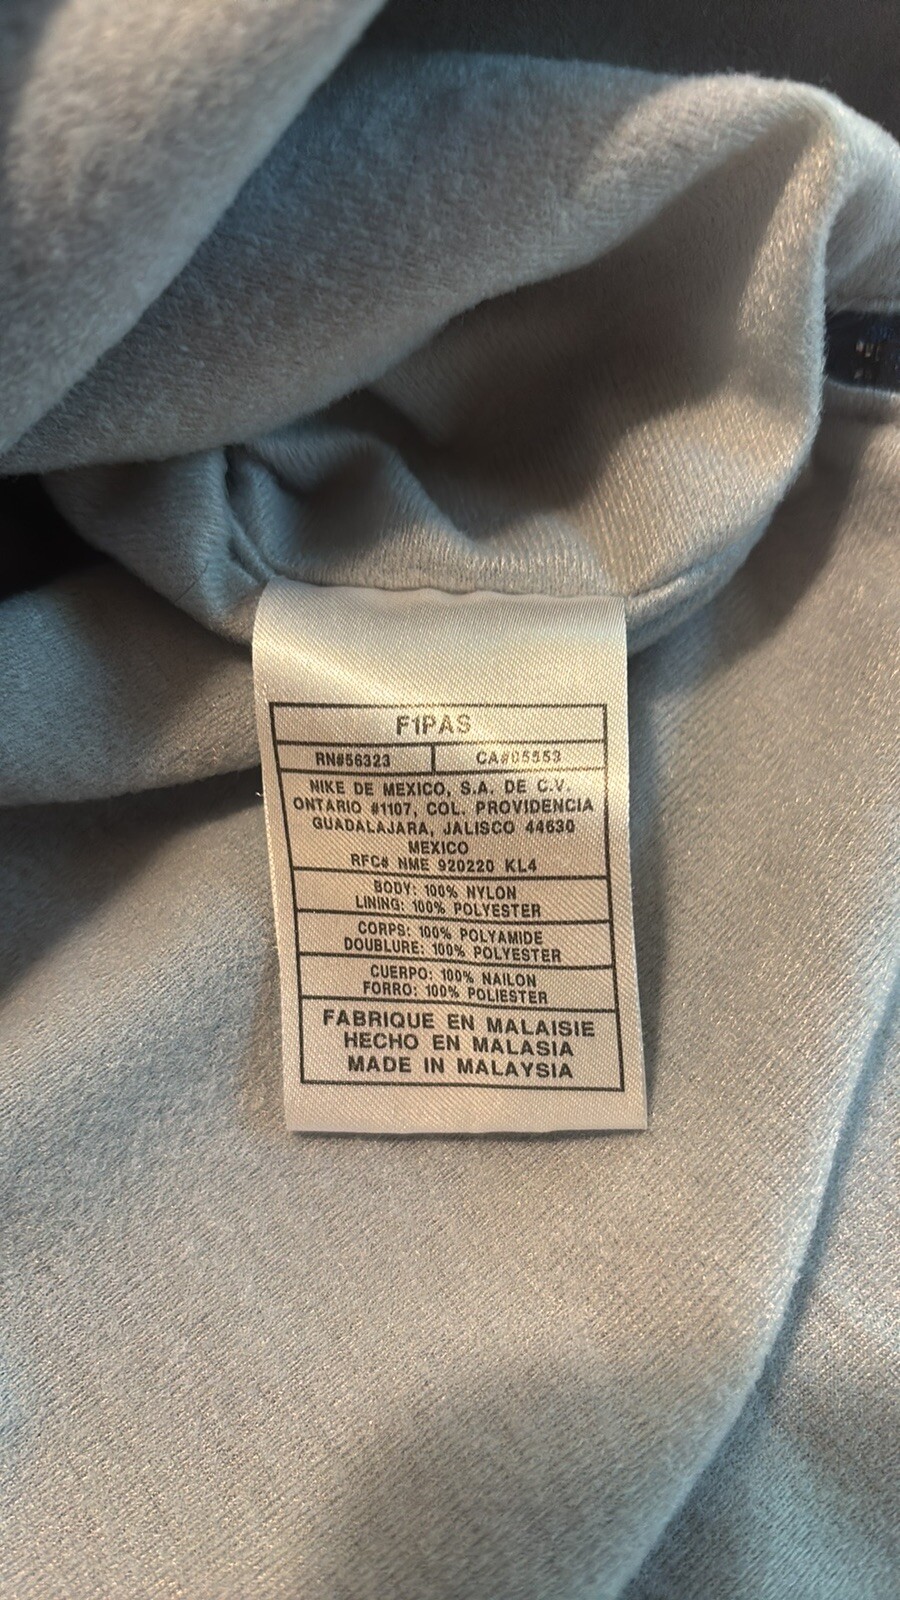 F1PAS
RN#56323 CA#05553
NIKE DE MEXICO, S.A. DE C.V.
ONTARIO #1107, COL. PROVIDENCIA
GUADALAJARA, JALISCO 44630
MEXICO
RFC# NME 920220 KL4
BODY: 100% NYLON
LINING: 100% POLYESTER
CORPS: 100% POLYAMIDE
DOUBLURE: 100% POLYESTER
CUERPO: 100% NAILON
FORRO: 100% POLIESTER
FABRIQUE EN MALAISIE
HECHO EN MALASIA
MADE IN MALAYSIA